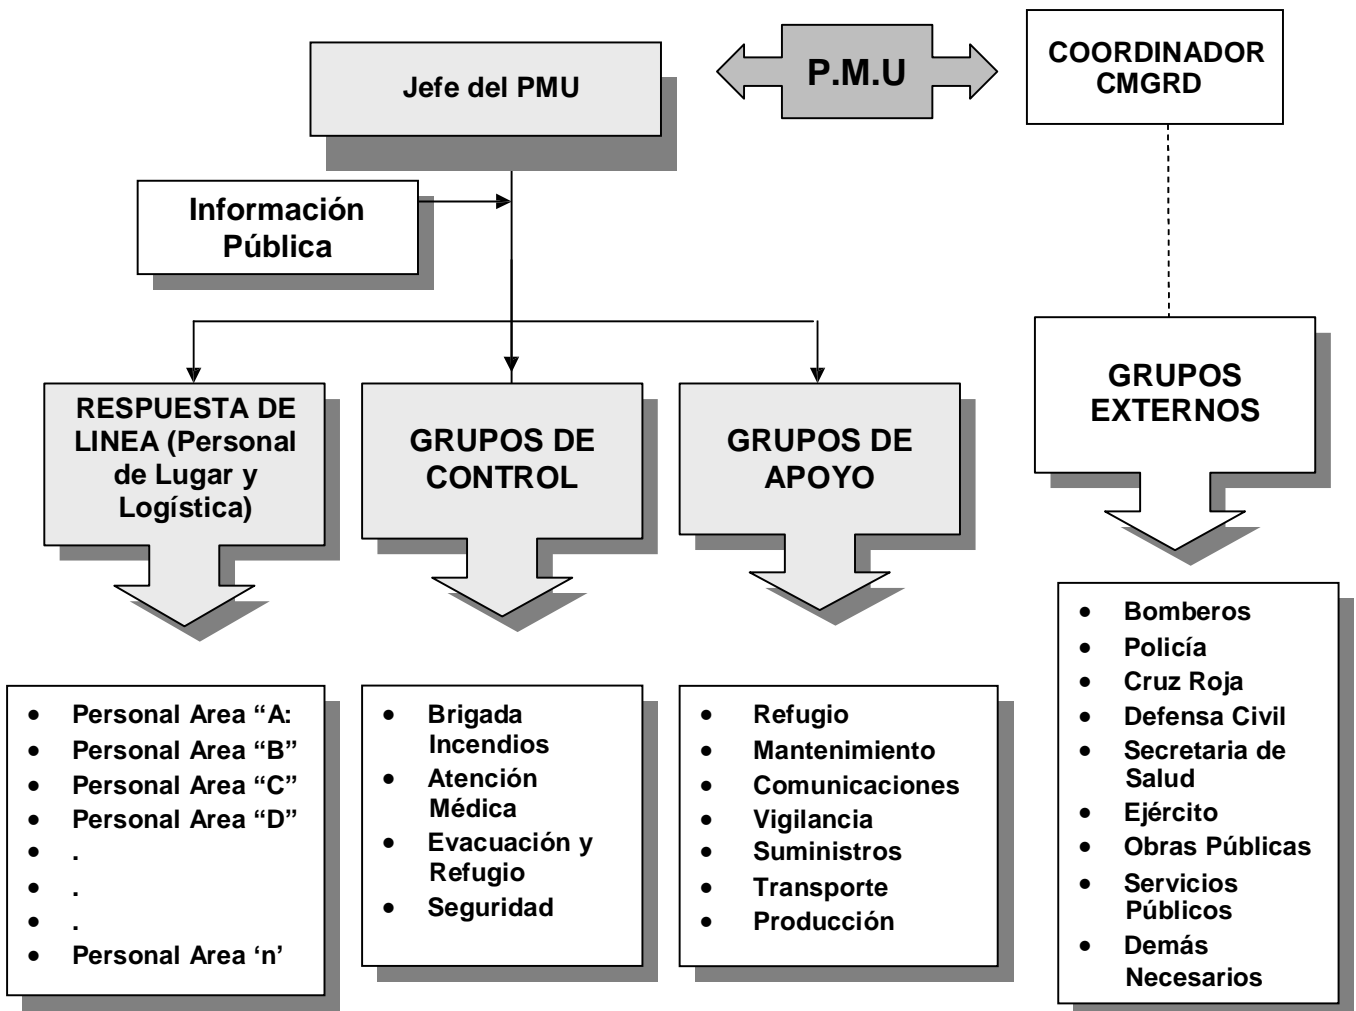 Jefe del PMU
P.M.U
COORDINADOR
CMGRD
Información
Pública
RESPUESTA DE
LINEA (Personal
de Lugar y
Logística)
GRUPOS DE
CONTROL
GRUPOS DE
APOYO
GRUPOS
EXTERNOS
• Personal Area “A:
• Personal Area “B”
• Personal Area “C”
• Personal Area “D”
• .
• .
• .
• Personal Area ‘n’
• Brigada
Incendios
• Atención
Médica
• Evacuación y
Refugio
• Seguridad
• Refugio
• Mantenimiento
• Comunicaciones
• Vigilancia
• Suministros
• Transporte
• Producción
• Bomberos
• Policía
• Cruz Roja
• Defensa Civil
• Secretaria de
Salud
• Ejército
• Obras Públicas
• Servicios
Públicos
• Demás
Necesarios